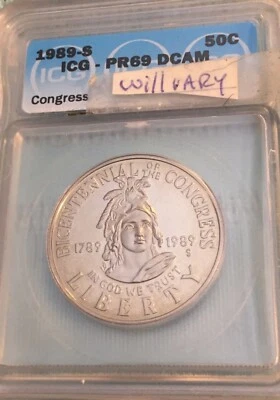 1989-S 50C
ICG - PR69 DCAM
Congress
Will VARY
BICENTENNIAL OF THE CONGRESS
1789 1989
S
IN GOD WE TRUST
LIBERTY